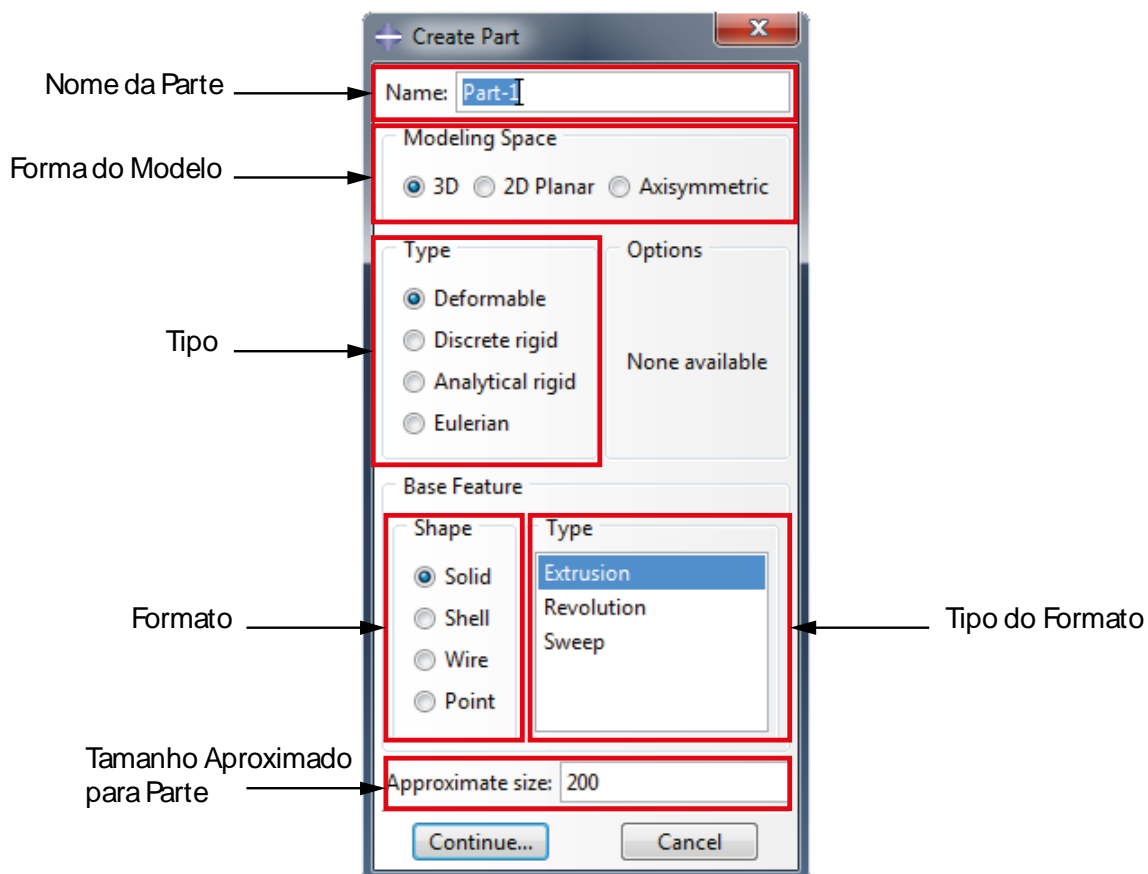 Create Part
x
Nome da Parte
Name: Part-1
Modeling Space
Forma do Modelo
3D 2D Planar Axisymmetric
Type
Options
Deformable
Tipo
Discrete rigid
None available
Analytical rigid
Eulerian
Base Feature
Shape
Type
Solid
Extrusion
Formato
Shell
Revolution
Tipo do Formato
Wire
Sweep
Point
Tamanho Aproximado
para Parte
Approximate size: 200
Continue...
Cancel